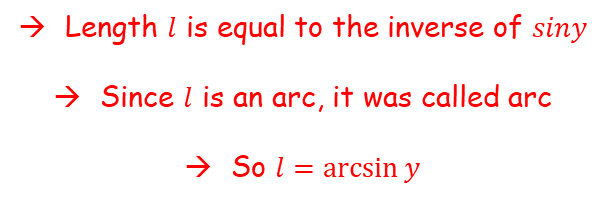 → Length l is equal to the inverse of siny
→ Since l is an arc, it was called arc
→ So l = arcsin y